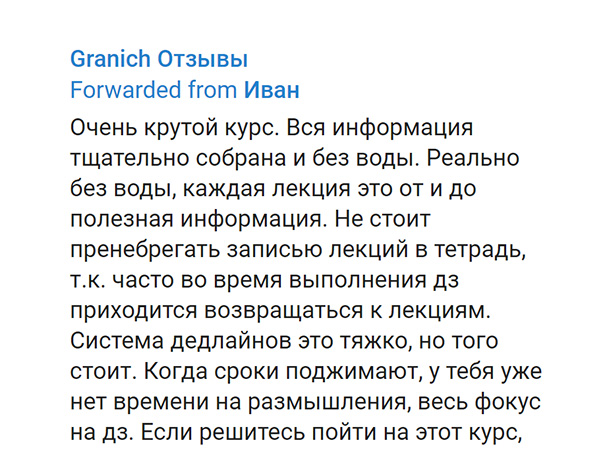 Granich Отзывы
Forwarded from Иван
Очень крутой курс. Вся информация
тщательно собрана и без воды. Реально
без воды, каждая лекция это от и до
полезная информация. Не стоит
пренебрегать записью лекций в тетрадь,
т.к. часто во время выполнения дз
приходится возвращаться к лекциям.
Система дедлайнов это тяжко, но того
стоит. Когда сроки поджимают, у тебя уже
нет времени на размышления, весь фокус
на дз. Если решитесь пойти на этот курс,